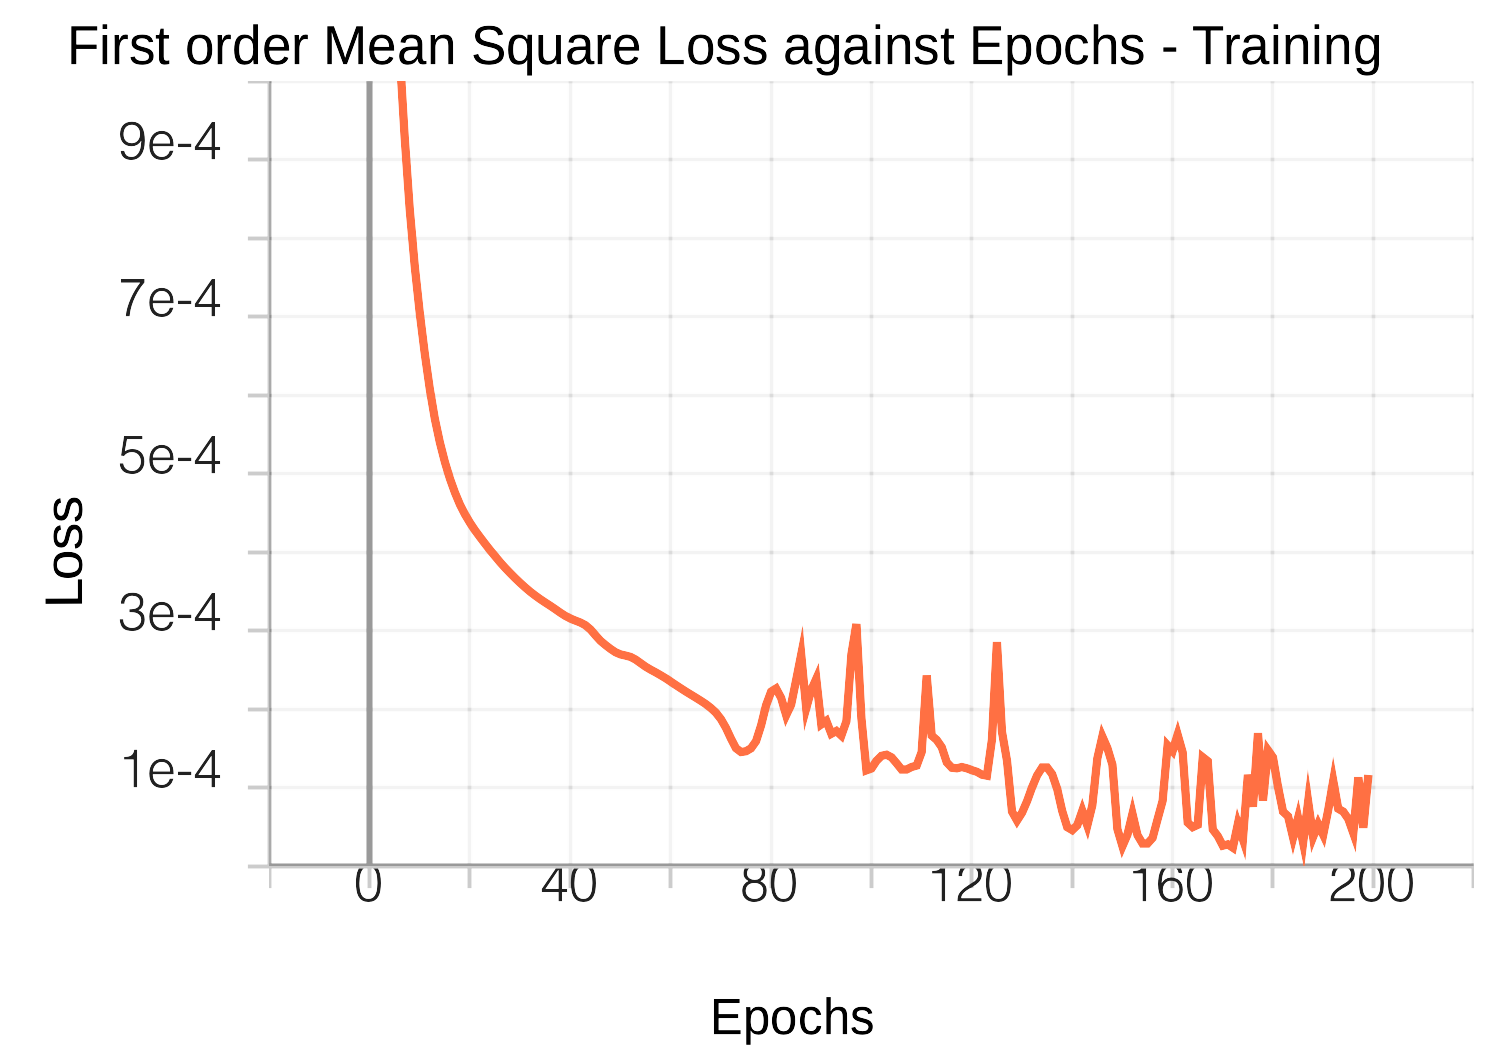 First order Mean Square Loss against Epochs - Training
9e-4
7e-4
5e-4
Loss
3e-4
1e-4
0 40 80 120 160 200
Epochs